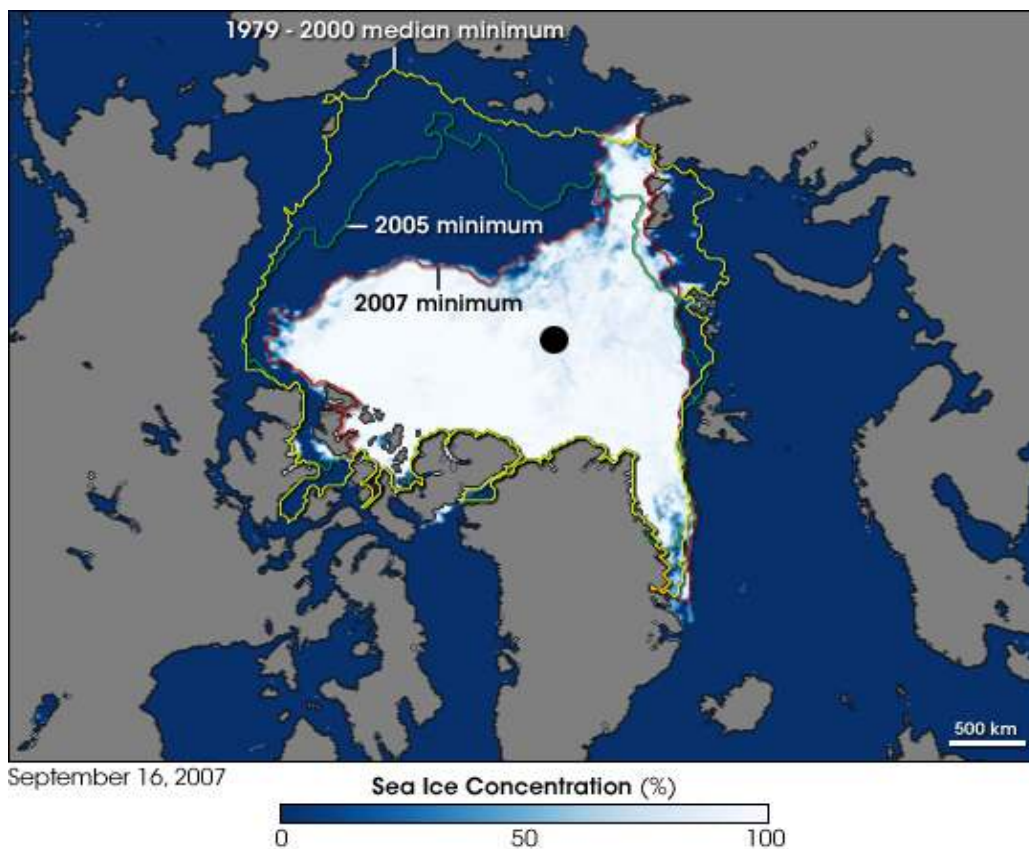 1979 - 2000 median minimum
2005 minimum
2007 minimum
500 km
September 16, 2007
Sea Ice Concentration (%)
0 50 100